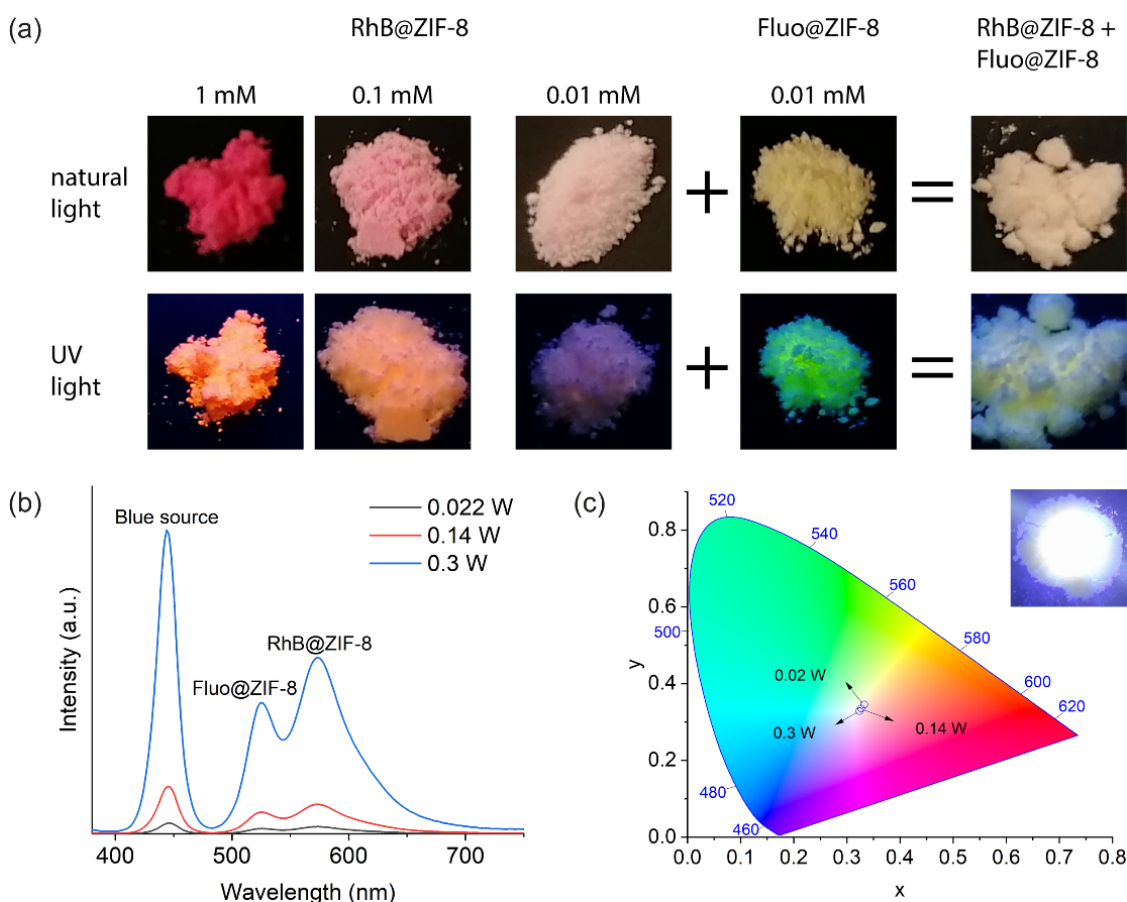 (a)
RhB@ZIF-8
Fluo@ZIF-8
RhB@ZIF-8 +
Fluo@ZIF-8
1 mM
0.1 mM
0.01 mM
0.01 mM
natural
light
+
=
UV
light
+
=
(b)
Blue source
0.022 W
0.14 W
0.3 W
RhB@ZIF-8
Fluo@ZIF-8
Intensity (a.u.)
400
500
600
700
Wavelength (nm)
(c)
520
540
560
500
580
600
620
480
460
0.02 W
0.3 W
0.14 W
y
0.8
0.6
0.4
0.2
0.0
0.0
0.1
0.2
0.3
0.4
0.5
0.6
0.7
0.8
x